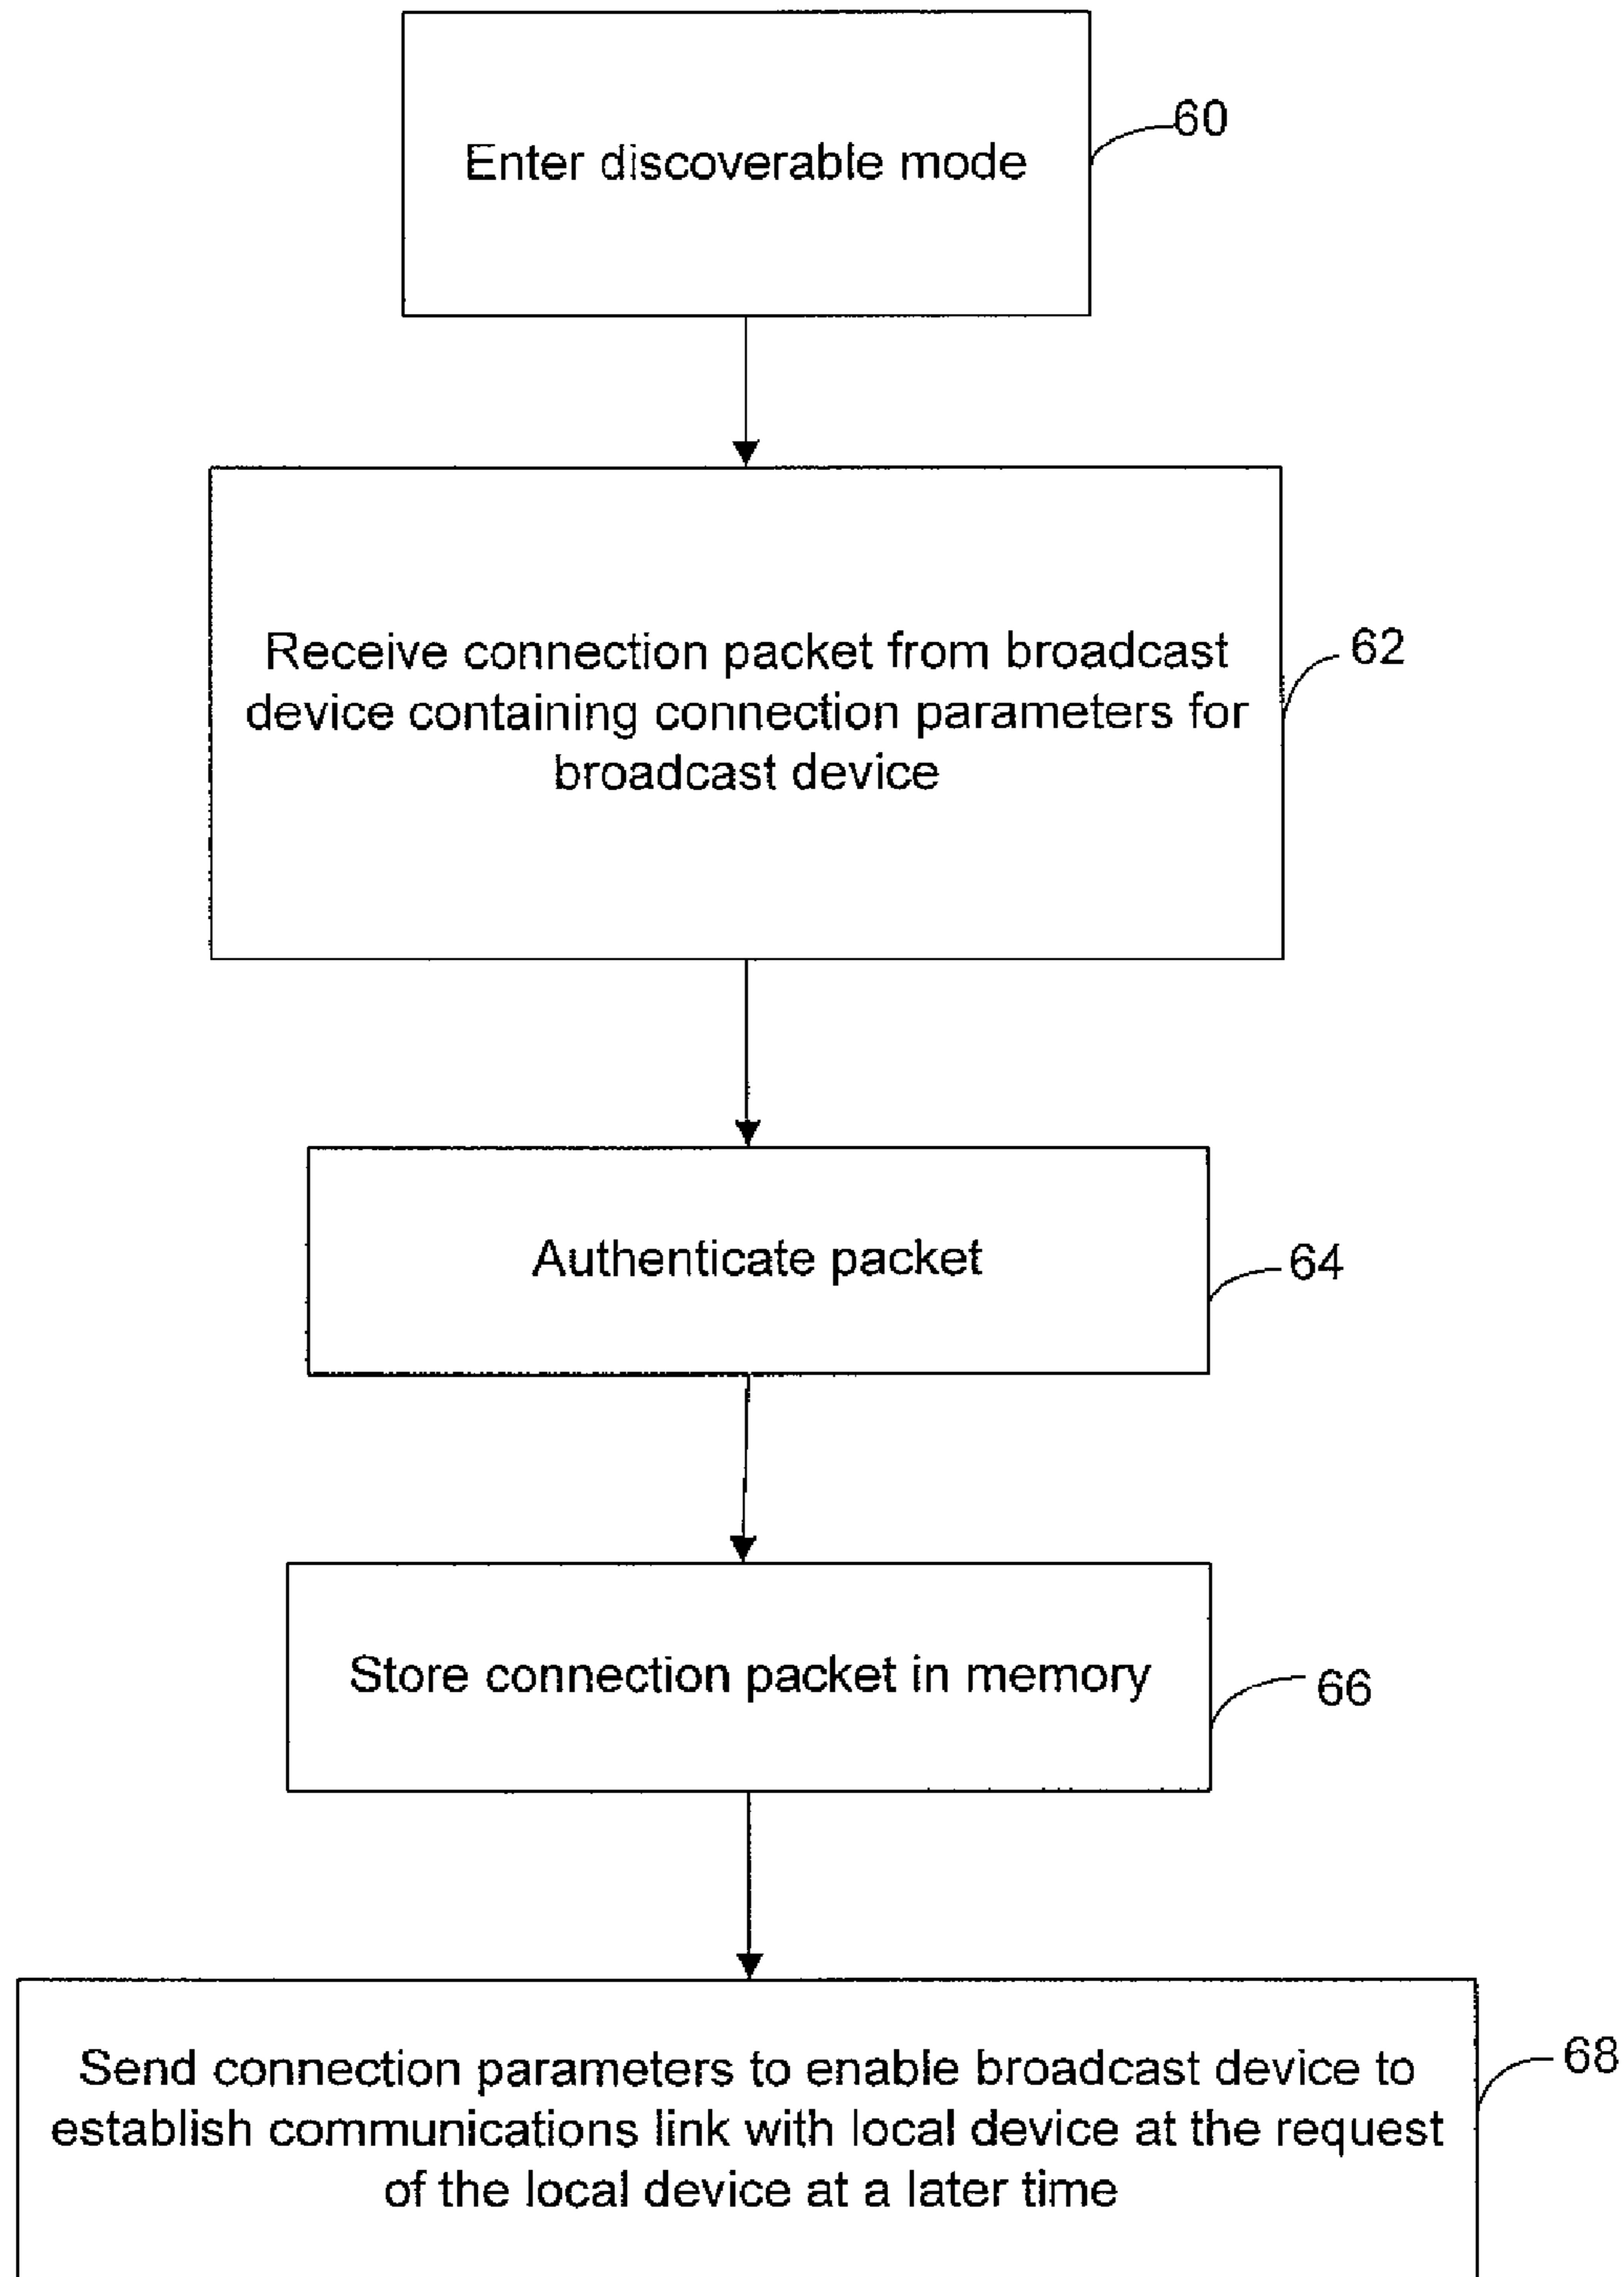 Enter discoverable mode
60
Receive connection packet from broadcast
device containing connection parameters for
broadcast device
62
Authenticate packet
64
Store connection packet in memory
66
Send connection parameters to enable broadcast device to
establish communications link with local device at the request
of the local device at a later time
68